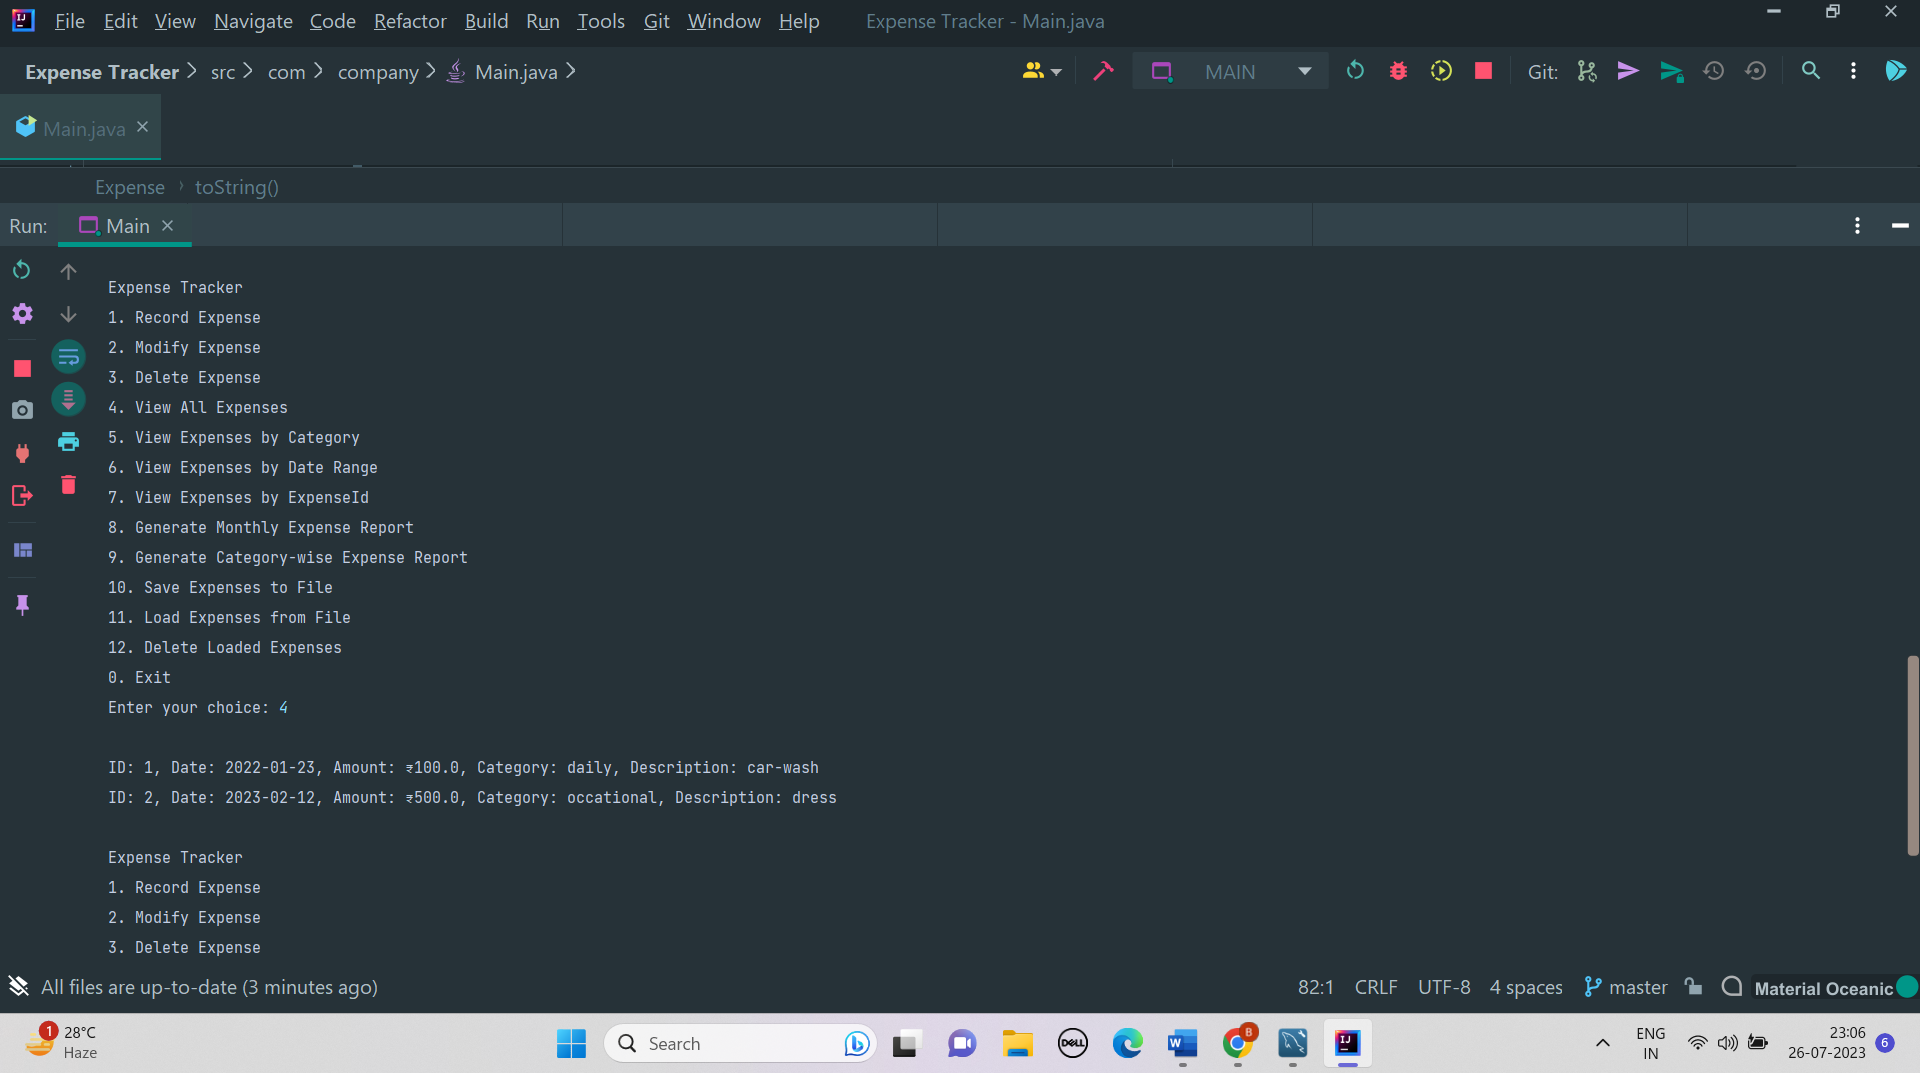 File Edit View Navigate Code Refactor Build Run Tools Git Window Help Expense Tracker - Main.java
Expense Tracker src com company Main.java MAIN Git:
Main.java
Expense toString()
Run: Main
Expense Tracker
1. Record Expense
2. Modify Expense
3. Delete Expense
4. View All Expenses
5. View Expenses by Category
6. View Expenses by Date Range
7. View Expenses by ExpenseId
8. Generate Monthly Expense Report
9. Generate Category-wise Expense Report
10. Save Expenses to File
11. Load Expenses from File
12. Delete Loaded Expenses
0. Exit
Enter your choice: 4
ID: 1, Date: 2022-01-23, Amount: ₹100.0, Category: daily, Description: car-wash
ID: 2, Date: 2023-02-12, Amount: ₹500.0, Category: occational, Description: dress
Expense Tracker
1. Record Expense
2. Modify Expense
3. Delete Expense
All files are up-to-date (3 minutes ago) 82:1 CRLF UTF-8 4 spaces master Material Oceanic
1 28°C
Haze
Search
DELL
W
B
IJ
ENG
IN
23:06
26-07-2023
6